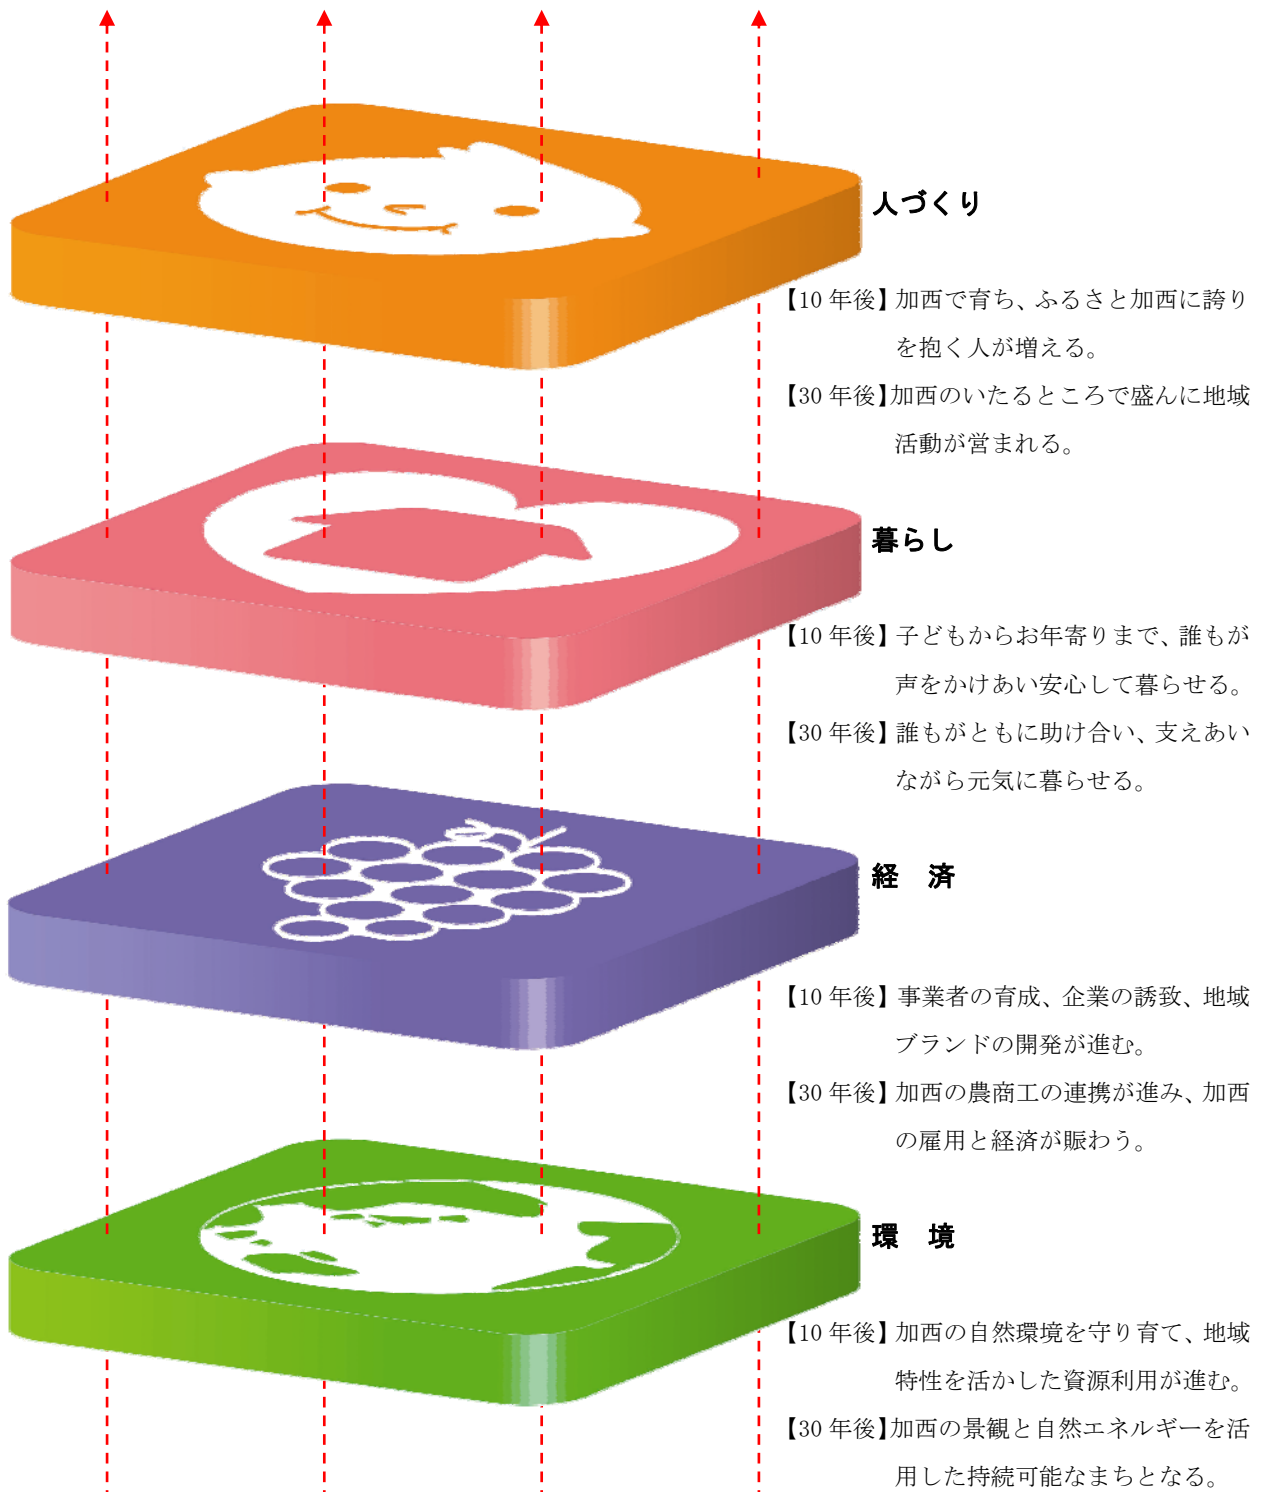 人づくり
【10 年後】加西で育ち、ふるさと加西に誇り
を抱く人が増える。
【30 年後】加西のいたるところで盛んに地域
活動が営まれる。
暮らし
【10 年後】子どもからお年寄りまで、誰もが
声をかけあい安心して暮らせる。
【30 年後】誰もがともに助け合い、支えあい
ながら元気に暮らせる。
経　済
【10 年後】事業者の育成、企業の誘致、地域
ブランドの開発が進む。
【30 年後】加西の農商工の連携が進み、加西
の雇用と経済が賑わう。
環　境
【10 年後】加西の自然環境を守り育て、地域
特性を活かした資源利用が進む。
【30 年後】加西の景観と自然エネルギーを活
用した持続可能なまちとなる。